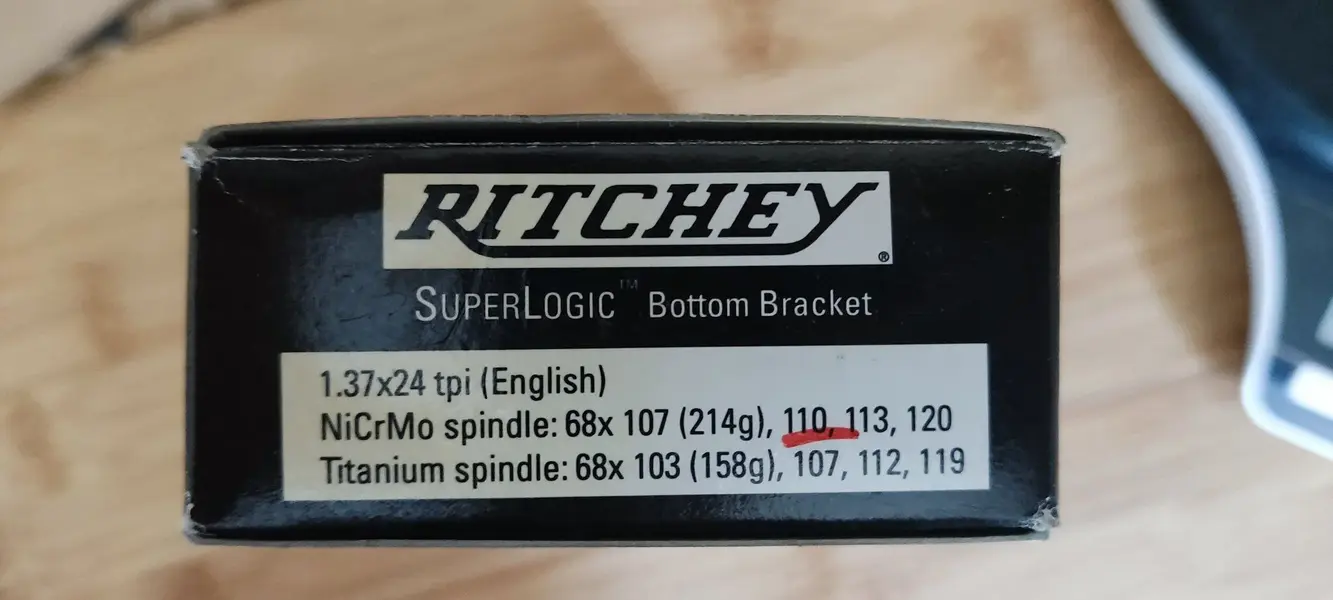 RITCHEY®
SUPERLOGIC™ Bottom Bracket
1.37x24 tpi (English)
NiCrMo spindle: 68x 107 (214g), 110, 113, 120
Titanium spindle: 68x 103 (158g), 107, 112, 119